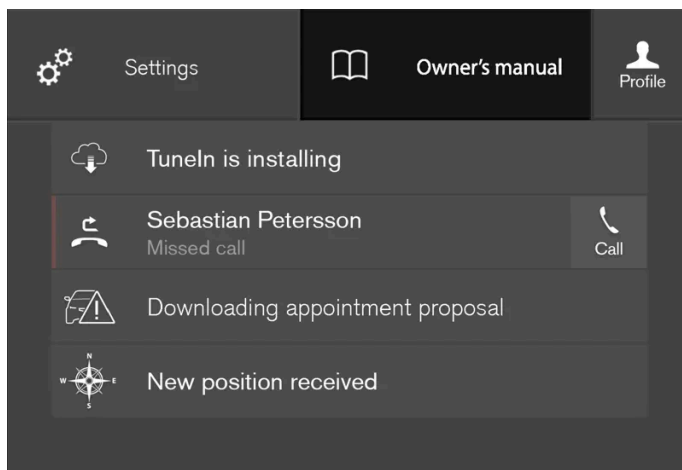 Settings
Owner's manual
Profile
TuneIn is installing
Sebastian Petersson
Missed call
Call
Downloading appointment proposal
N
W
E
S
New position received